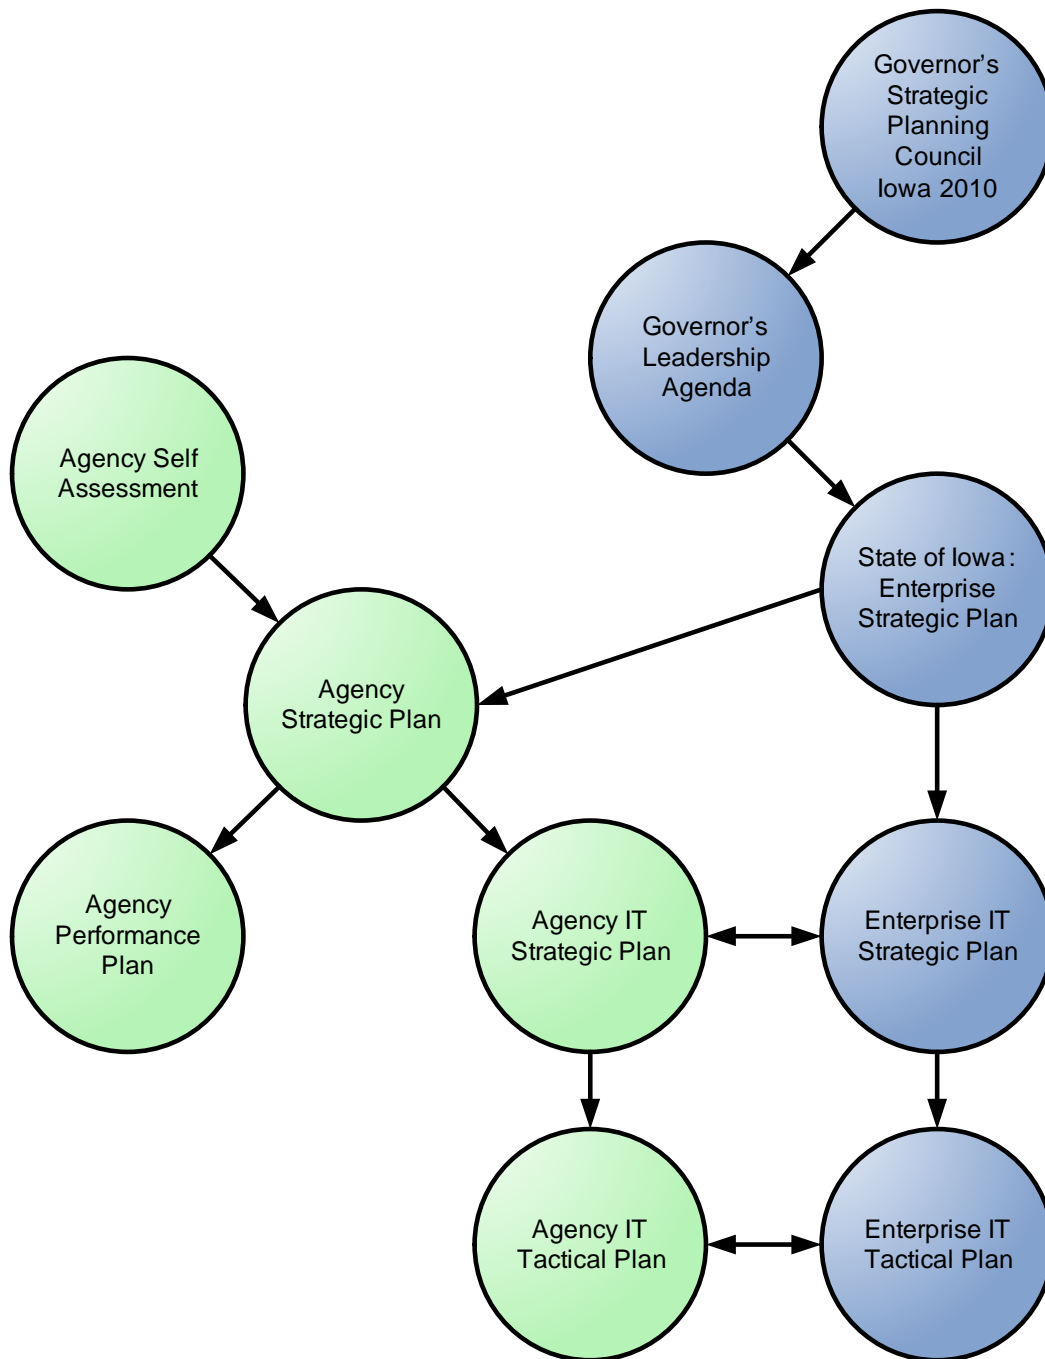 Governor’s
Strategic
Planning
Council
Iowa 2010
Governor’s
Leadership
Agenda
Agency Self
Assessment
State of Iowa :
Enterprise
Strategic Plan
Agency
Strategic Plan
Agency
Performance
Plan
Agency IT
Strategic Plan
Enterprise IT
Strategic Plan
Agency IT
Tactical Plan
Enterprise IT
Tactical Plan